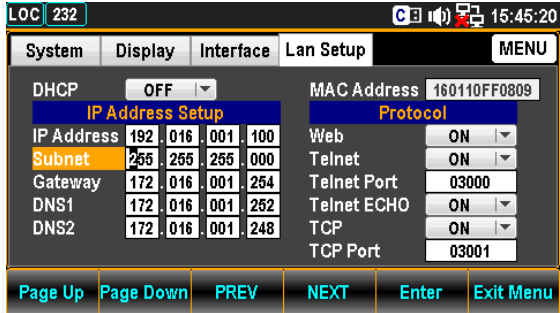 LOC 232 C 15:45:20
System Display Interface Lan Setup MENU
DHCP OFF MAC Address 160110FF0809
IP Address Setup Protocol
IP Address 192 . 016 . 001 . 100 Web ON
Subnet 255 . 255 . 255 . 000 Telnet ON
Gateway 172 . 016 . 001 . 254 Telnet Port 03000
DNS1 172 . 016 . 001 . 252 Telnet ECHO ON
DNS2 172 . 016 . 001 . 248 TCP ON
TCP Port 03001
Page Up Page Down PREV NEXT Enter Exit Menu